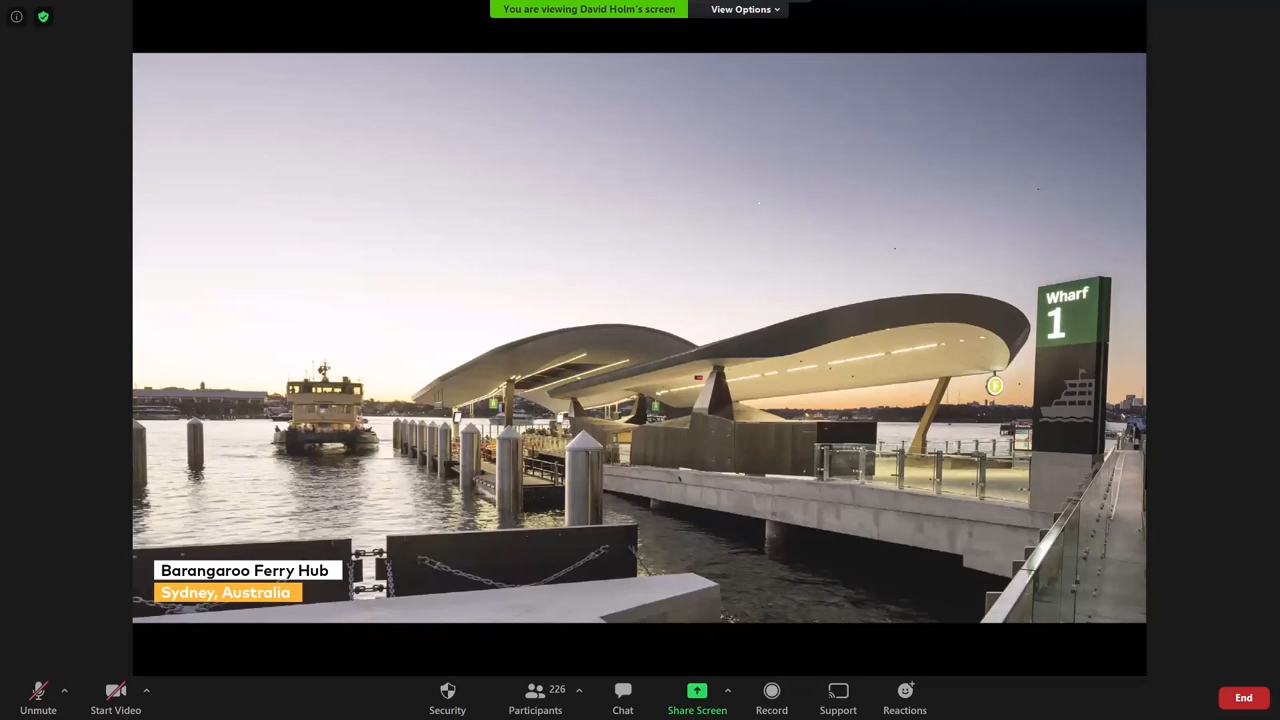 You are viewing David Holm's screen
View Options
Wharf
1
F
Barangaroo Ferry Hub
Sydney, Australia
Unmute
Start Video
Security
Participants
226
Chat
Share Screen
Record
Support
Reactions
End